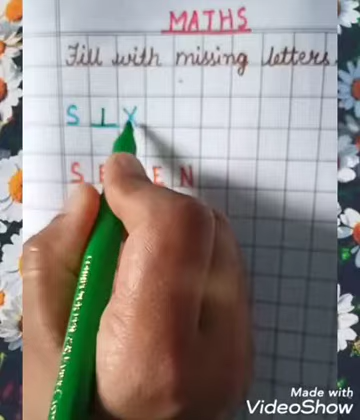 MATHS
Fill with missing letters
S I X
S E E N
Made with
VideoShow